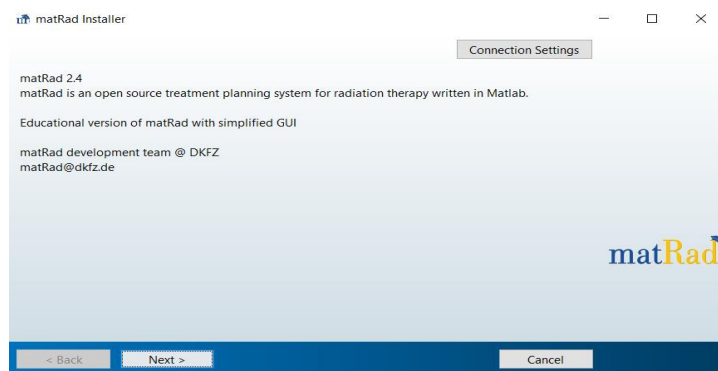 matRad Installer
Connection Settings
matRad 2.4
matRad is an open source treatment planning system for radiation therapy written in Matlab.
Educational version of matRad with simplified GUI
matRad development team @ DKFZ
matRad@dkfz.de
matRad
< Back
Next >
Cancel